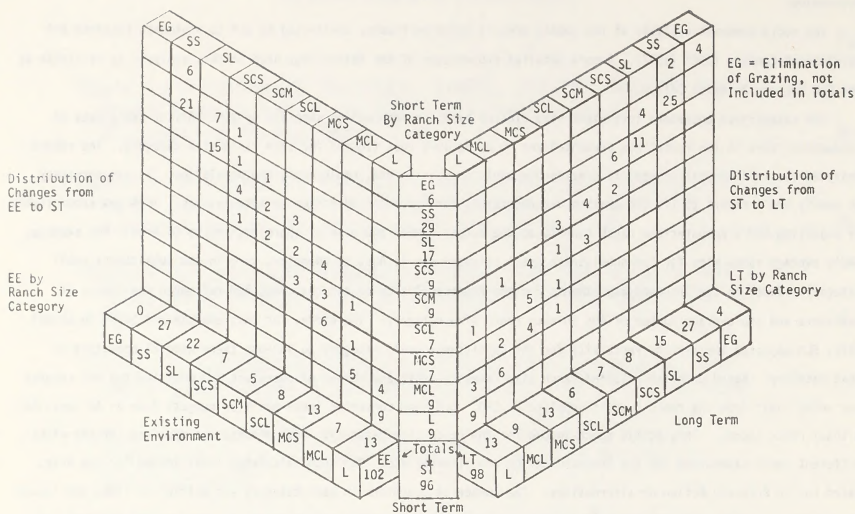 EG
SS
SL
SCS
SCM
SCL
MCS
MCL
L
Short Term
By Ranch Size
Category
EG
SS
SL
SCS
SCM
SCL
MCS
MCL
L
EG = Elimination
of Grazing, not
Included in Totals
Distribution of
Changes from
EE to ST
6
21
7
15
1
1
1
1
4
2
1
2
3
2
2
3
4
3
1
6
1
5
4
9
EG
6
SS
29
SL
17
SCS
9
SCM
9
SCL
7
MCS
7
MCL
9
L
9
4
2
25
4
11
6
2
4
3
3
1
4
1
1
5
1
1
4
2
6
3
9
Distribution of
Changes from
ST to LT
EE by
Ranch Size
Category
LT by Ranch
Size Category
0
27
22
7
5
8
13
7
13
EG
SS
SL
SCS
SCM
SCL
MCS
MCL
L
Existing
Environment
Totals
EE
102
ST
96
LT
98
4
27
15
8
7
6
9
9
13
EG
SS
SL
SCS
SCM
SCL
MCS
MCL
L
Long Term
Short Term